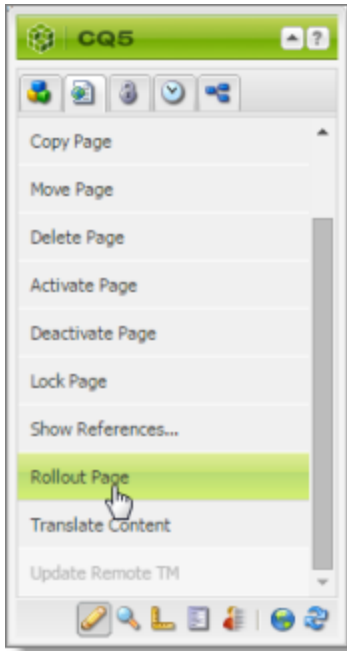 CQ5
?
Copy Page
Move Page
Delete Page
Activate Page
Deactivate Page
Lock Page
Show References...
Rollout Page
Translate Content
Update Remote TM